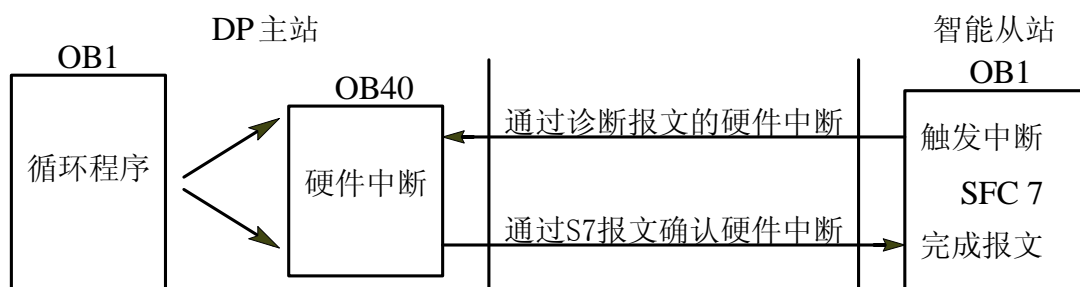 DP主站
智能从站
OB1
OB40
OB1
循环程序
硬件中断
通过诊断报文的硬件中断
通过S7报文确认硬件中断
触发中断
SFC 7
完成报文